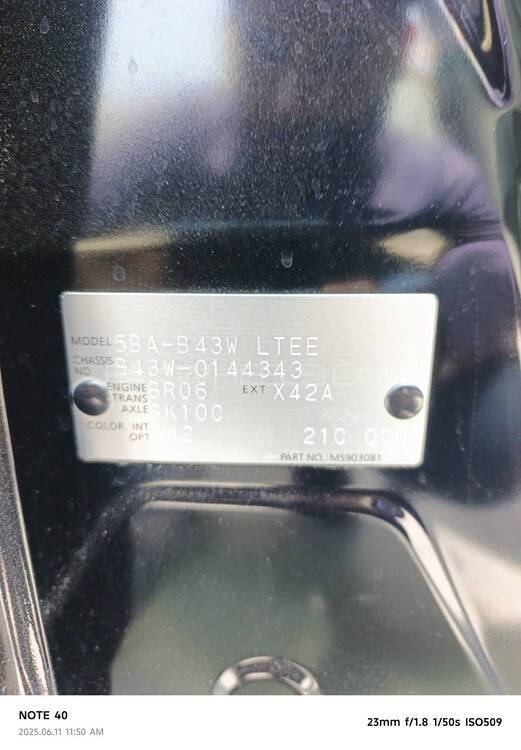 MODEL 5BA-B43W LTEE
CHASSIS NO. B43W-0144343
ENGINE BR06 EXT X42A
TRANS
AXLE SK10C
COLOR, INT
OPT 21C
PART NO.: MS903081
NOTE 40
2025.06.11 11:50 AM
23mm f/1.8 1/50s ISO509